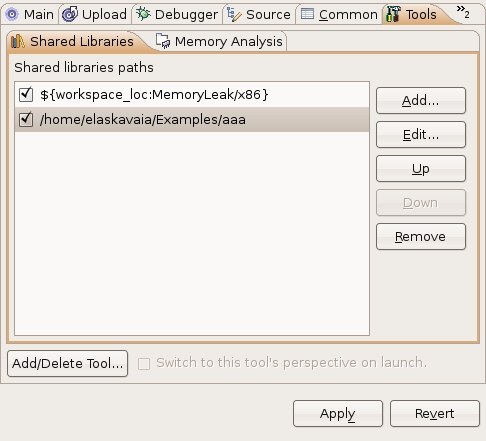 Main Upload Debugger Source Common Tools »2
Shared Libraries Memory Analysis
Shared libraries paths
${workspace_loc:MemoryLeak/x86}
/home/elaskavaia/Examples/aaa
Add...
Edit...
Up
Down
Remove
Add/Delete Tool... Switch to this tool's perspective on launch.
Apply Revert